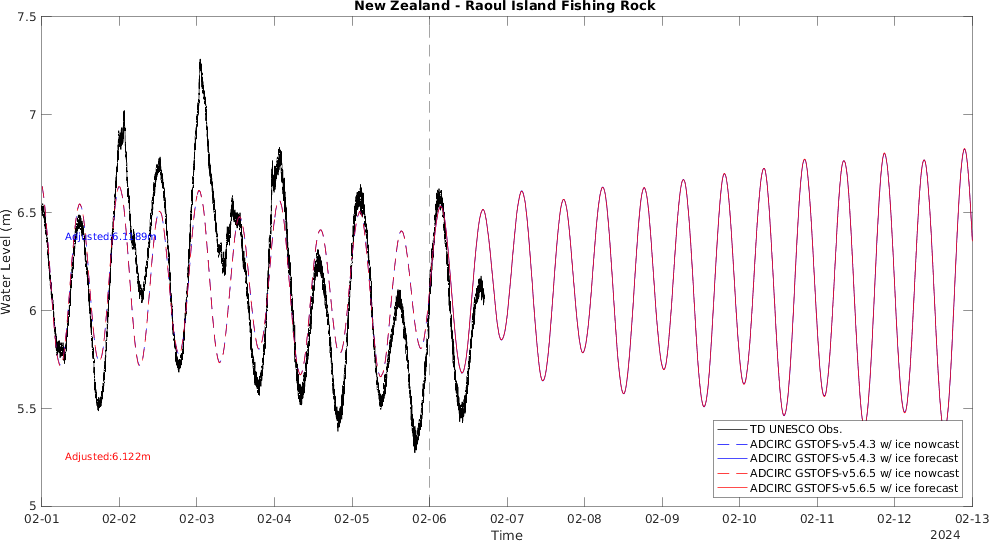 New Zealand - Raoul Island Fishing Rock
7.5
7
6.5
6
5.5
5
Water Level (m)
Adjusted:6.1189m
Adjusted:6.122m
TD UNESCO Obs.
ADCIRC GSTOFS-v5.4.3 w/ ice nowcast
ADCIRC GSTOFS-v5.4.3 w/ ice forecast
ADCIRC GSTOFS-v5.6.5 w/ ice nowcast
ADCIRC GSTOFS-v5.6.5 w/ ice forecast
02-01 02-02 02-03 02-04 02-05 02-06 02-07 02-08 02-09 02-10 02-11 02-12 02-13
Time
2024